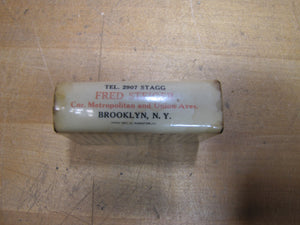 TEL. 2907 STAGG
FRED
Cor. Metropolitan and Union Aves.
BROOKLYN, N. Y.